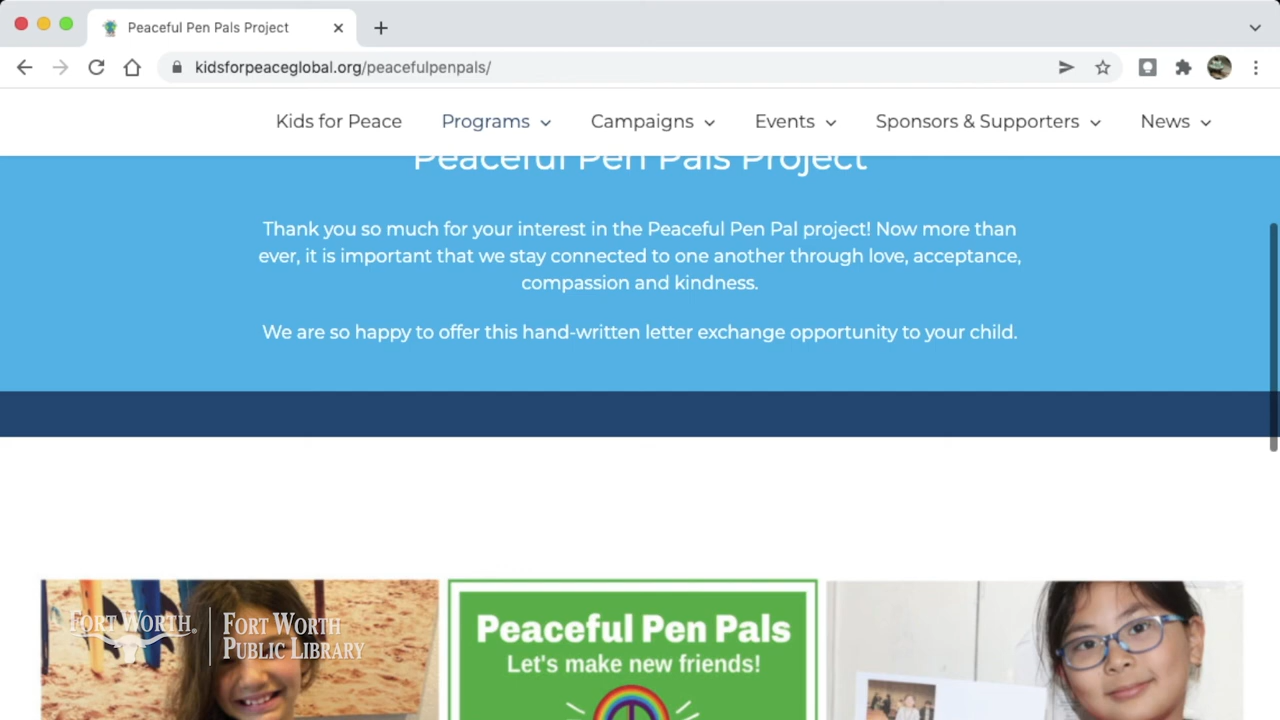 Peaceful Pen Pals Project
kidsforpeaceglobal.org/peacefulpenpals/
Kids for Peace Programs Campaigns Events Sponsors & Supporters News
Peaceful Pen Pals Project
Thank you so much for your interest in the Peaceful Pen Pal project! Now more than
ever, it is important that we stay connected to one another through love, acceptance,
compassion and kindness.
We are so happy to offer this hand-written letter exchange opportunity to your child.
FORT WORTH®
FORT WORTH
PUBLIC LIBRARY
Peaceful Pen Pals
Let's make new friends!